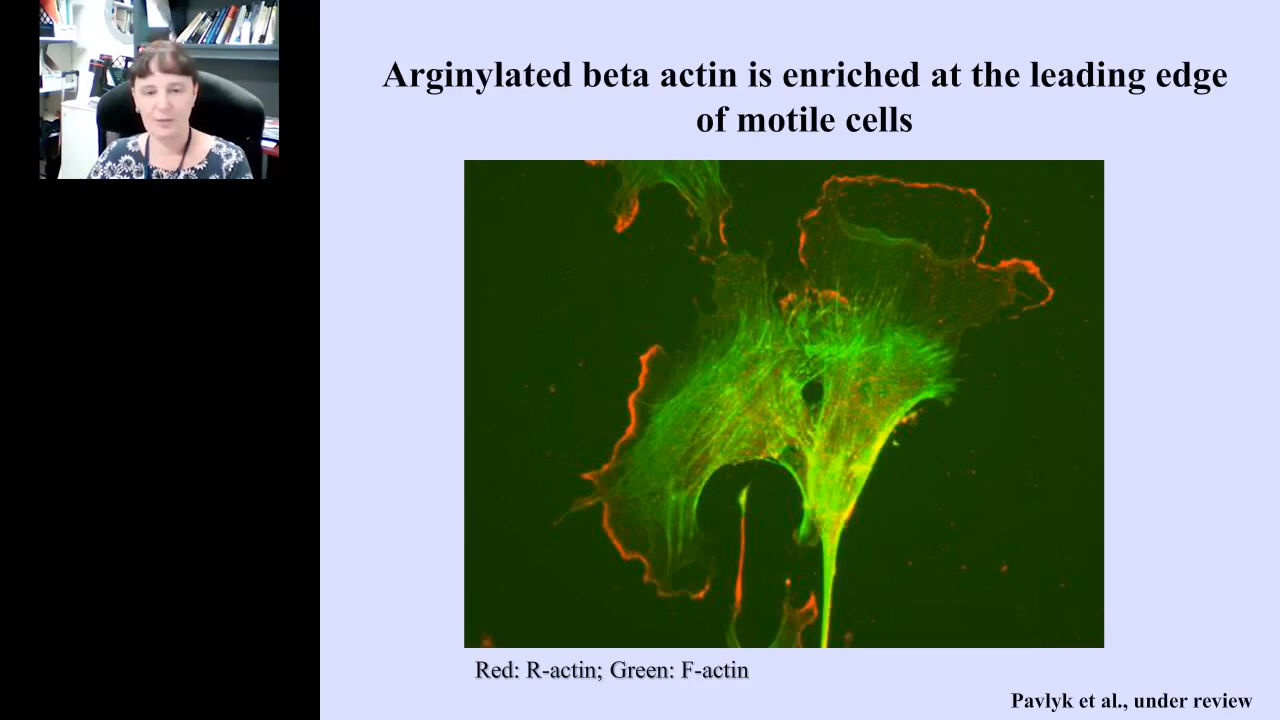 Arginylated beta actin is enriched at the leading edge
of motile cells
Red: R-actin; Green: F-actin
Pavlyk et al., under review